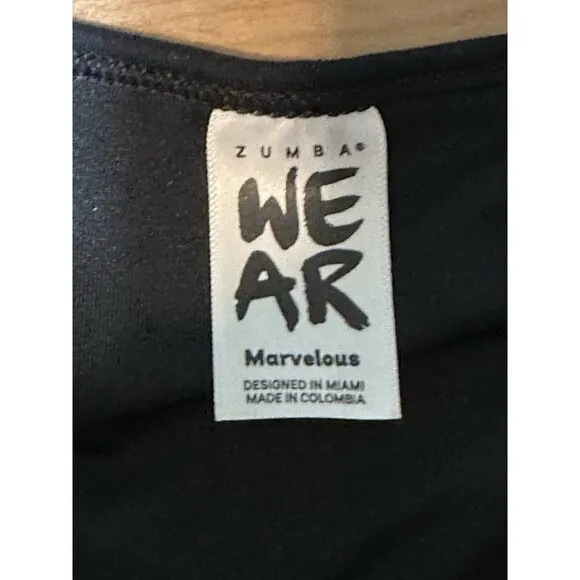 ZUMBA®
WE
AR
Marvelous
DESIGNED IN MIAMI
MADE IN COLOMBIA